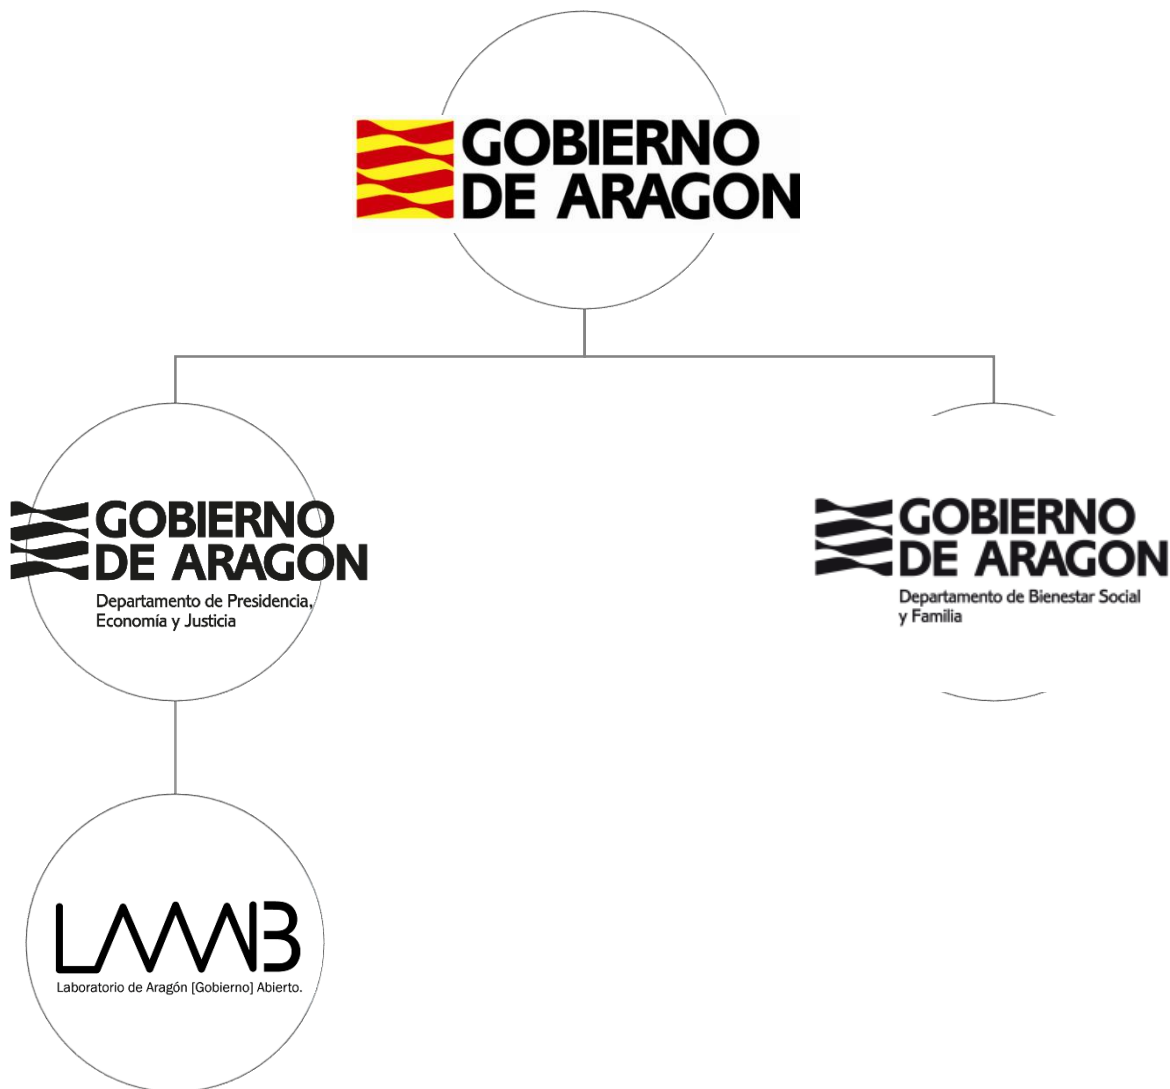 GOBIERNO
DE ARAGON
GOBIERNO
DE ARAGON
Departamento de Presidencia,
Economía y Justicia
GOBIERNO
DE ARAGON
Departamento de Bienestar Social
y Familia
LAAAB
Laboratorio de Aragón [Gobierno] Abierto.